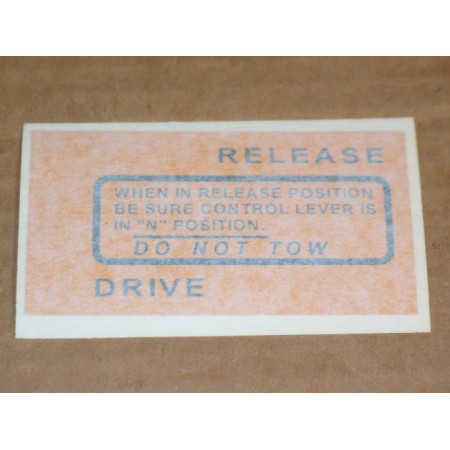 RELEASE
WHEN IN RELEASE POSITION
BE SURE CONTROL LEVER IS
IN "N" POSITION.
DO NOT TOW
DRIVE